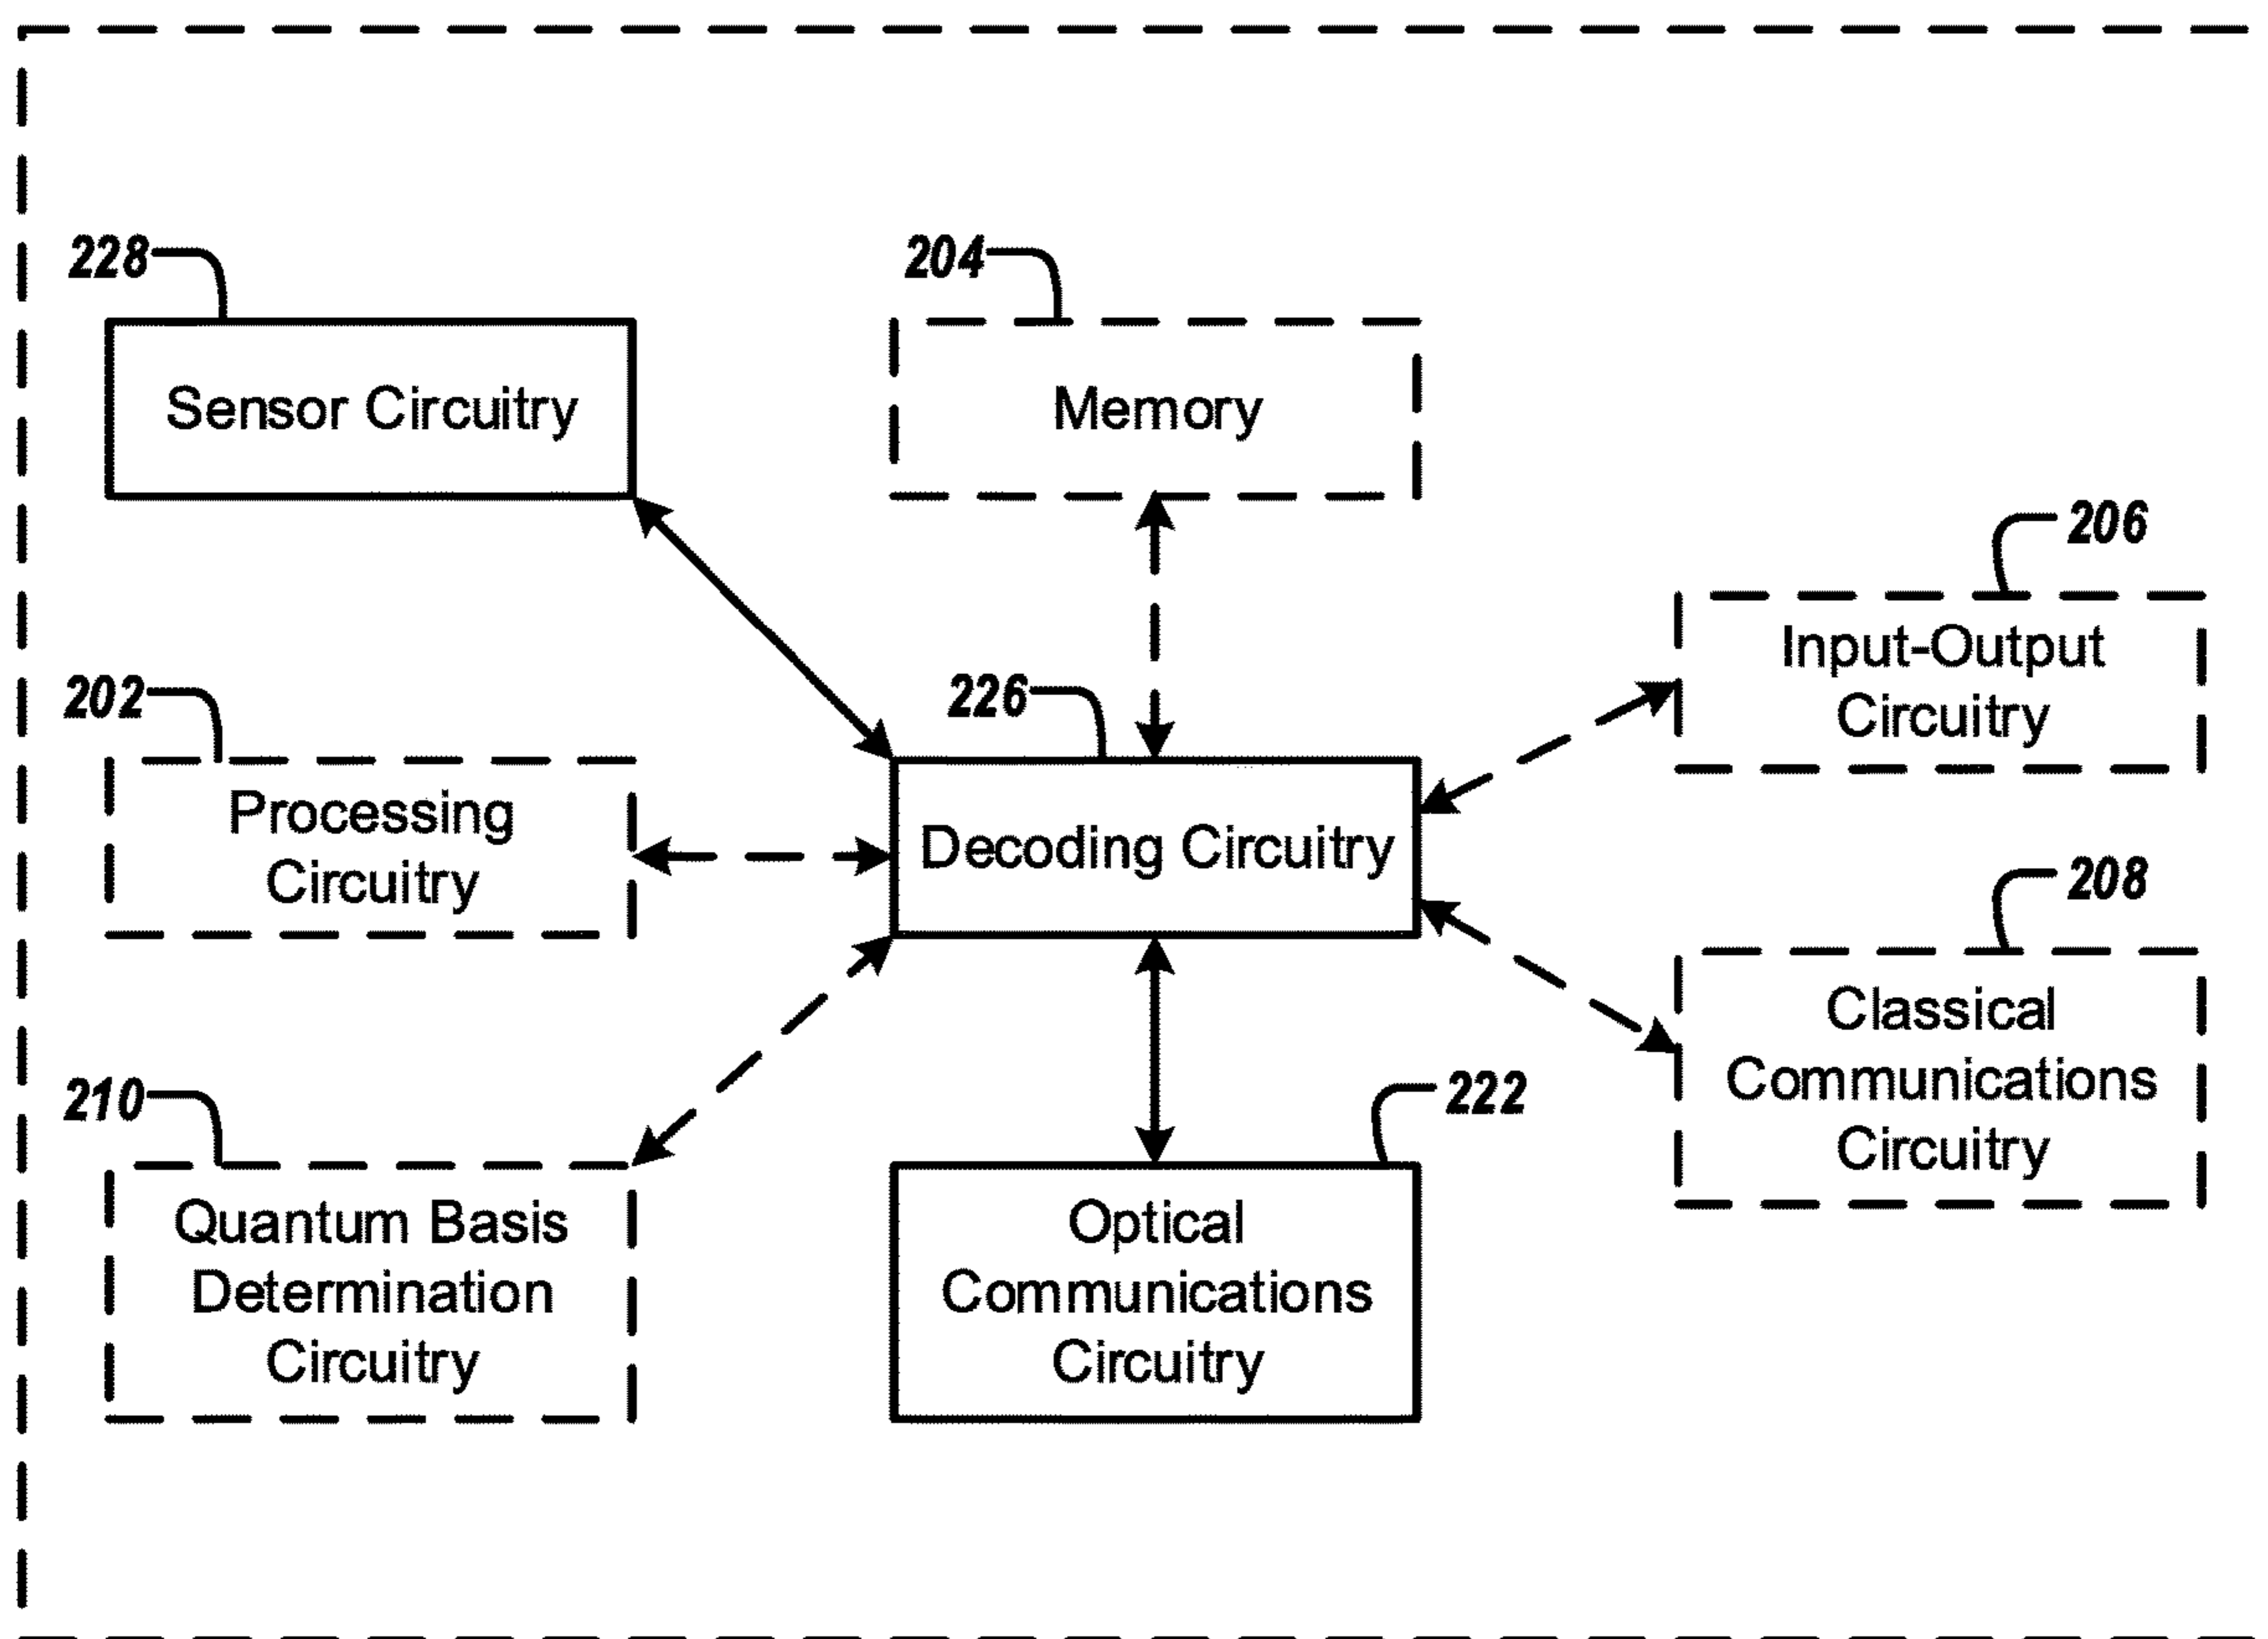 228
Sensor Circuitry
204
Memory
206
Input-Output
Circuitry
202
Processing
Circuitry
226
Decoding Circuitry
208
Classical
Communications
Circuitry
210
Quantum Basis
Determination
Circuitry
222
Optical
Communications
Circuitry